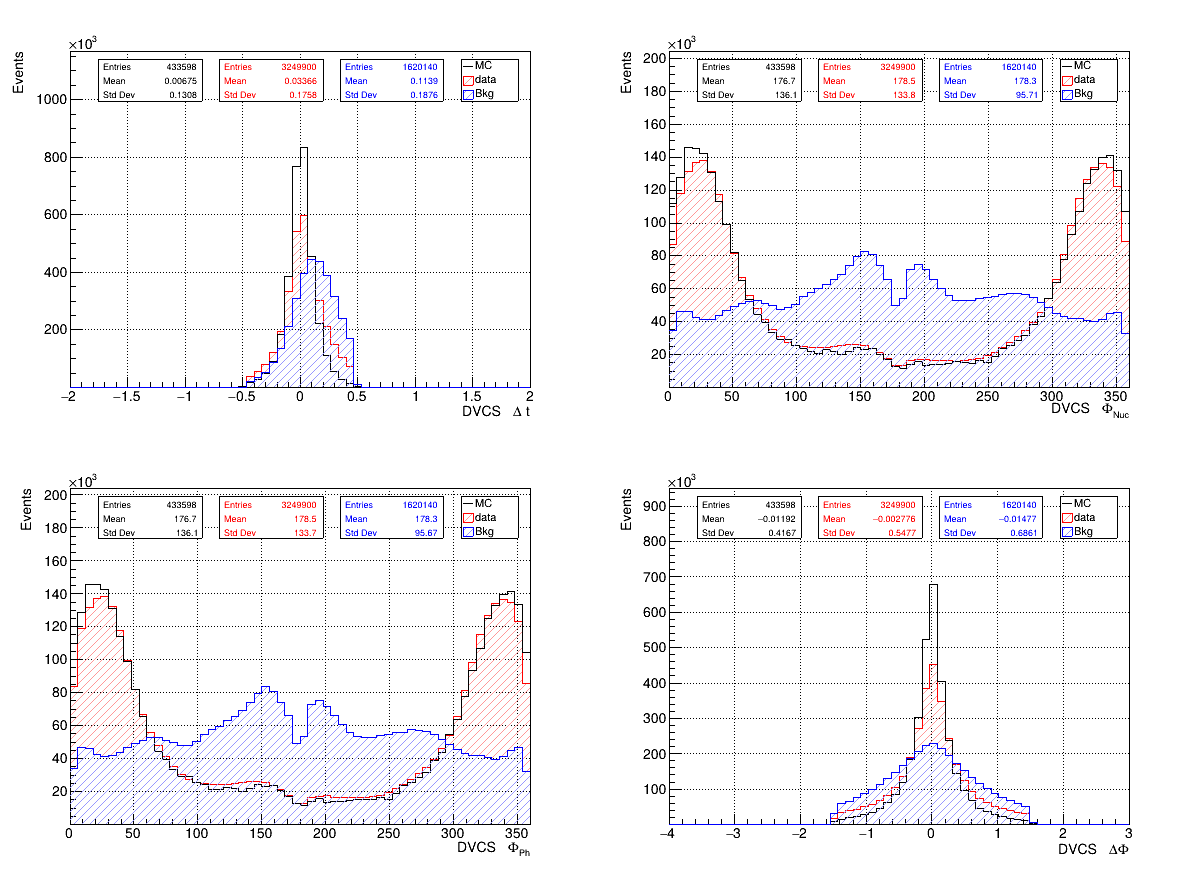 ×10³
Events
Entries 433598
Mean 0.00675
Std Dev 0.1308
Entries 3249900
Mean 0.03366
Std Dev 0.1758
Entries 1620140
Mean 0.1139
Std Dev 0.1876
MC
data
Bkg
1000
800
600
400
200
−2 −1.5 −1 −0.5 0 0.5 1 1.5 2
DVCS Δ t
×10³
Events
Entries 433598
Mean 176.7
Std Dev 136.1
Entries 3249900
Mean 178.5
Std Dev 133.8
Entries 1620140
Mean 178.3
Std Dev 95.71
MC
data
Bkg
200
180
160
140
120
100
80
60
40
20
0 50 100 150 200 250 300 350
DVCS Φ_Nuc
×10³
Events
Entries 433598
Mean 176.7
Std Dev 136.1
Entries 3249900
Mean 178.5
Std Dev 133.7
Entries 1620140
Mean 178.3
Std Dev 95.67
MC
data
Bkg
200
180
160
140
120
100
80
60
40
20
0 50 100 150 200 250 300 350
DVCS Φ_Ph
×10³
Events
Entries 433598
Mean −0.01192
Std Dev 0.4167
Entries 3249900
Mean −0.002776
Std Dev 0.5477
Entries 1620140
Mean −0.01477
Std Dev 0.6861
MC
data
Bkg
900
800
700
600
500
400
300
200
100
−4 −3 −2 −1 0 1 2 3
DVCS ΔΦ